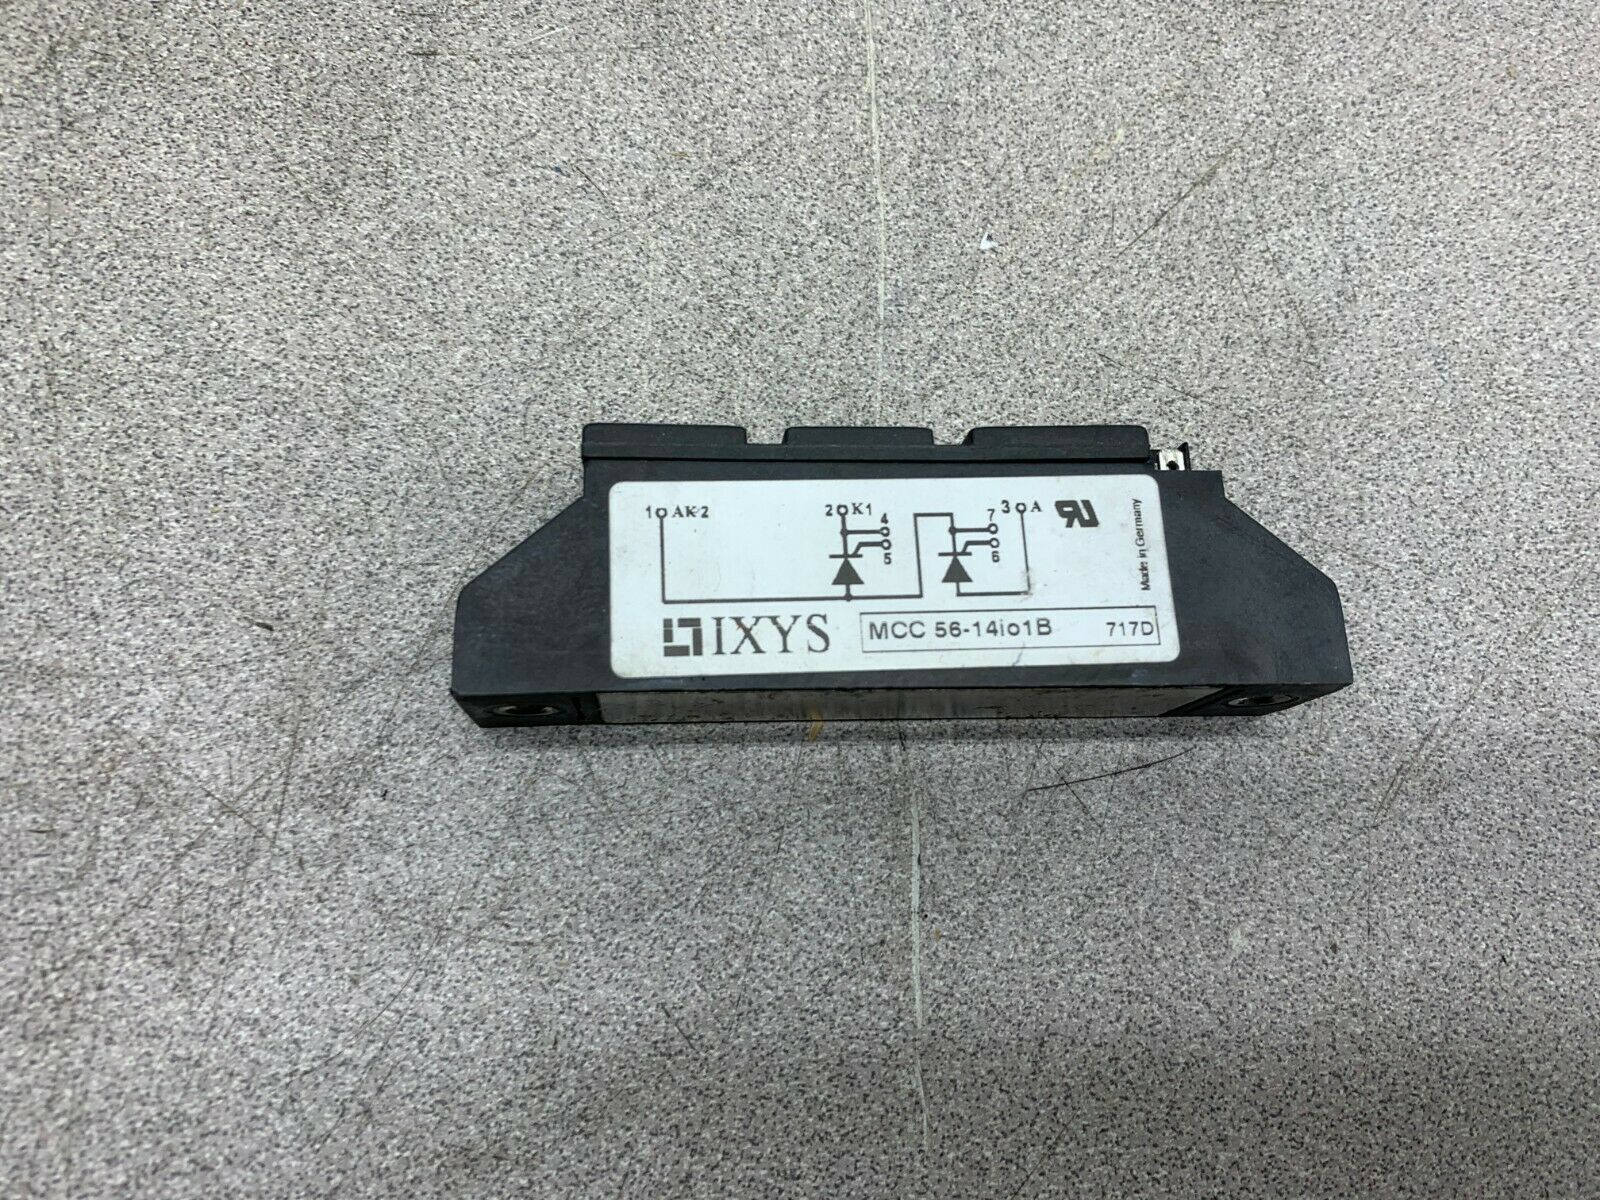 1 AK 2 2 K1 4 5 7 6 3 A
Made in Germany
IXYS MCC 56-14io1B 717D